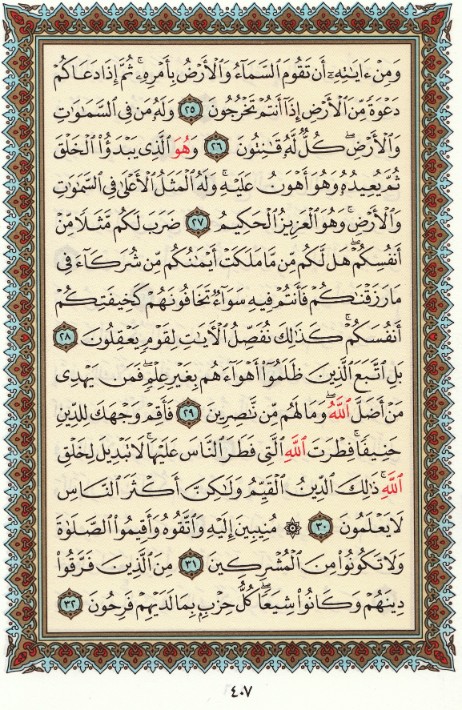 وَمِنْ ءَايَٰتِهِۦٓ أَن تَقُومَ ٱلسَّمَآءُ وَٱلْأَرْضُ بِأَمْرِهِۦۚ ثُمَّ إِذَا دَعَاكُمْ
دَعْوَةً مِّنَ ٱلْأَرْضِ إِذَآ أَنتُمْ تَخْرُجُونَ ٢٥ وَلَهُۥ مَن فِى ٱلسَّمَٰوَٰتِ
وَٱلْأَرْضِۖ كُلٌّ لَّهُۥ قَٰنِتُونَ ٢٦ وَهُوَ ٱلَّذِى يَبْدَؤُا۟ ٱلْخَلْقَ
ثُمَّ يُعِيدُهُۥ وَهُوَ أَهْوَنُ عَلَيْهِۚ وَلَهُ ٱلْمَثَلُ ٱلْأَعْلَىٰ فِى ٱلسَّمَٰوَٰتِ
وَٱلْأَرْضِۚ وَهُوَ ٱلْعَزِيزُ ٱلْحَكِيمُ ٢٧ ضَرَبَ لَكُم مَّثَلًا مِّنْ
أَنفُسِكُمْۖ هَل لَّكُم مِّن مَّا مَلَكَتْ أَيْمَٰنُكُم مِّن شُرَكَآءَ فِى
مَا رَزَقْنَٰكُمْ فَأَنتُمْ فِيهِ سَوَآءٌ تَخَافُونَهُمْ كَخِيفَتِكُمْ
أَنفُسَكُمْۚ كَذَٰلِكَ نُفَصِّلُ ٱلْءَايَٰتِ لِقَوْمٍ يَعْقِلُونَ ٢٨
بَلِ ٱتَّبَعَ ٱلَّذِينَ ظَلَمُوٓا۟ أَهْوَآءَهُم بِغَيْرِ عِلْمٍۖ فَمَن يَهْدِى
مَنْ أَضَلَّ ٱللَّهُۖ وَمَا لَهُم مِّن نَّٰصِرِينَ ٢٩ فَأَقِمْ وَجْهَكَ لِلدِّينِ
حَنِيفًاۚ فِطْرَتَ ٱللَّهِ ٱلَّتِى فَطَرَ ٱلنَّاسَ عَلَيْهَاۚ لَا تَبْدِيلَ لِخَلْقِ
ٱللَّهِۚ ذَٰلِكَ ٱلدِّينُ ٱلْقَيِّمُ وَلَٰكِنَّ أَكْثَرَ ٱلنَّاسِ
لَا يَعْلَمُونَ ٣٠ ۞ مُنِيبِينَ إِلَيْهِ وَٱتَّقُوهُ وَأَقِيمُوا۟ ٱلصَّلَوٰةَ
وَلَا تَكُونُوا۟ مِنَ ٱلْمُشْرِكِينَ ٣١ مِنَ ٱلَّذِينَ فَرَّقُوا۟
دِينَهُمْ وَكَانُوا۟ شِيَعًاۖ كُلُّ حِزْبٍۭ بِمَا لَدَيْهِمْ فَرِحُونَ ٣٢
٤٠٧